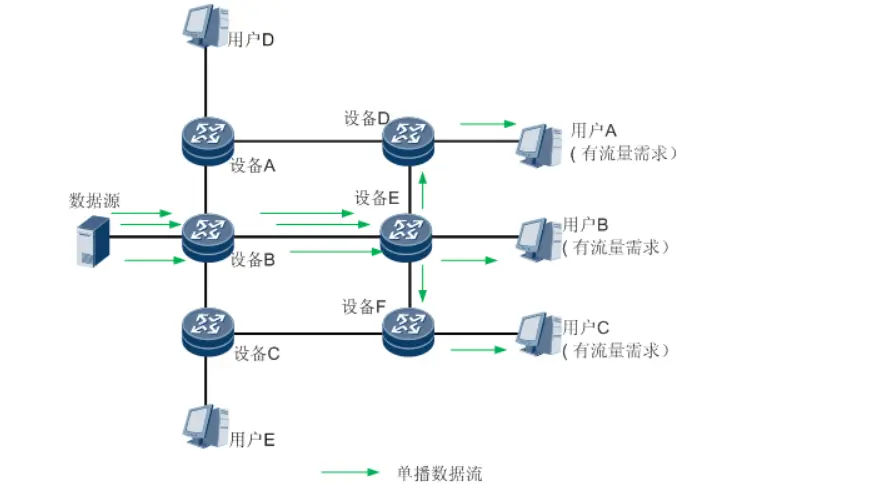 用户D
设备D
用户A
(有流量需求)
设备A
设备E
数据源
用户B
(有流量需求)
设备B
设备F
用户C
(有流量需求)
设备C
用户E
单播数据流